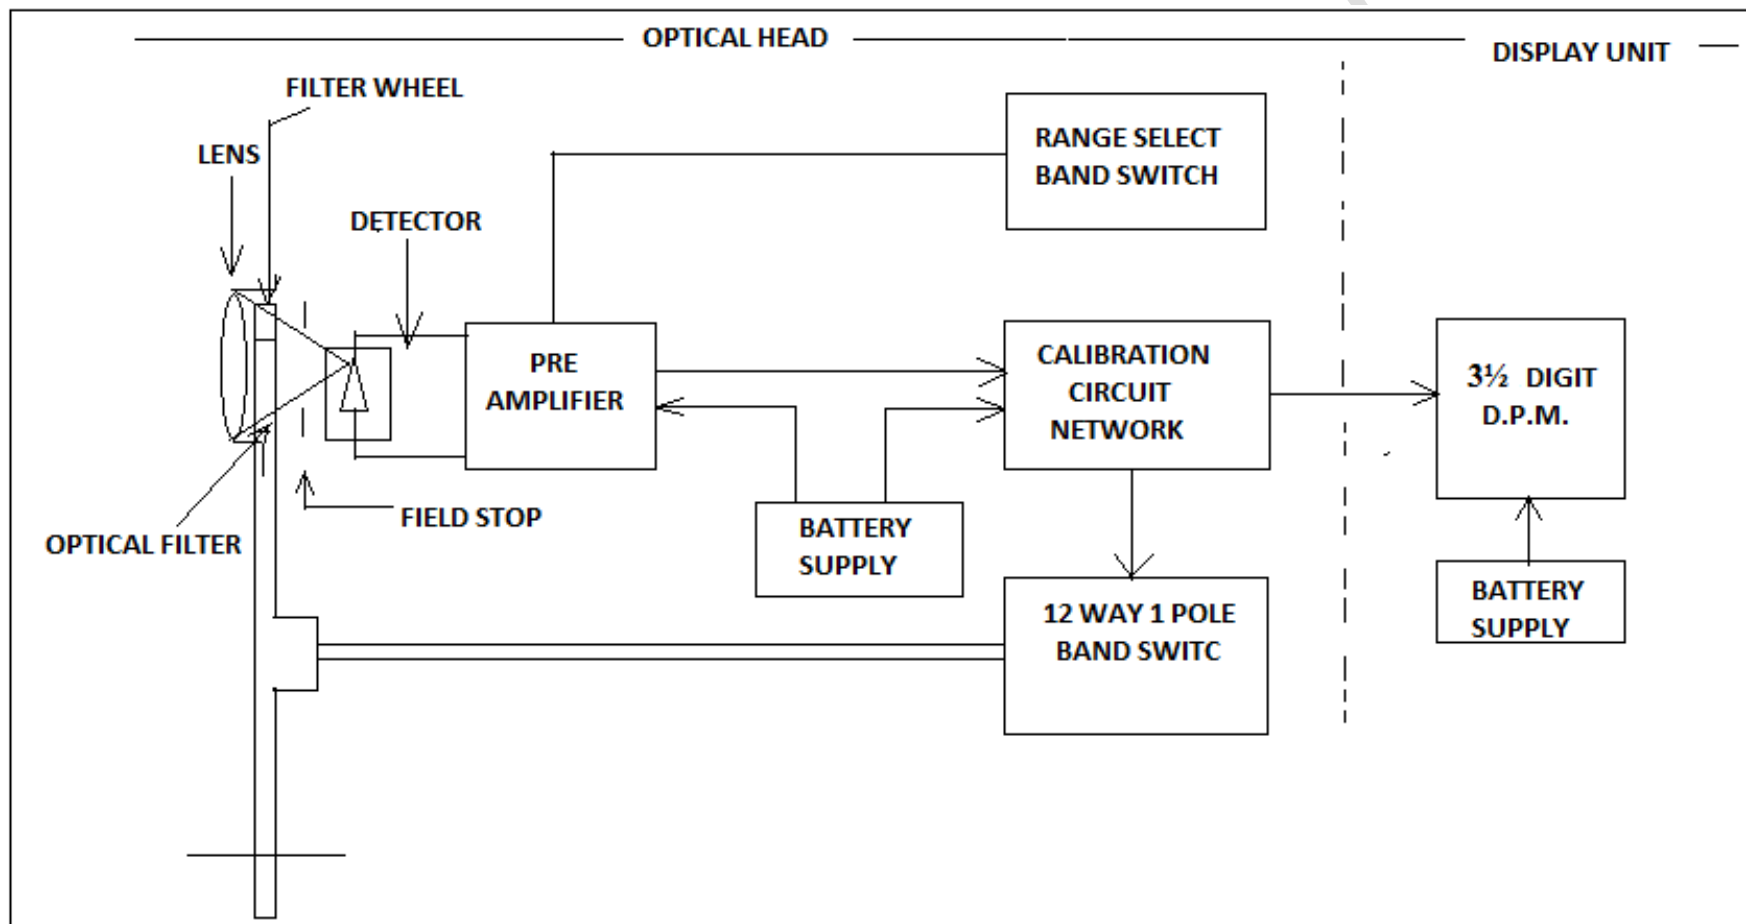 OPTICAL HEAD
DISPLAY UNIT
FILTER WHEEL
LENS
DETECTOR
RANGE SELECT
BAND SWITCH
PRE
AMPLIFIER
CALIBRATION
CIRCUIT
NETWORK
3½ DIGIT
D.P.M.
OPTICAL FILTER
FIELD STOP
BATTERY
SUPPLY
12 WAY 1 POLE
BAND SWITC
BATTERY
SUPPLY